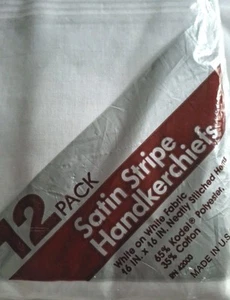 12 PACK
Satin Stripe
Handkerchiefs
White on White Fabric
16 IN. x 16 IN. Neatly Stitched Hems
65% Kodel® Polyester,
35% Cotton
MADE IN U.S.